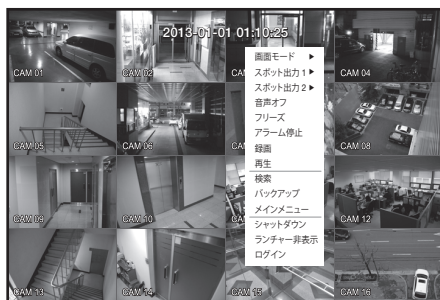 2013-01-01 01:10:25
CAM 01
CAM 02
CAM 04
画面モード ▶
スポット出力 1 ▶
スポット出力 2 ▶
音声オフ
フリーズ
アラーム停止
録画
再生
検索
バックアップ
メインメニュー
シャットダウン
ランチャー非表示
ログイン
CAM 05
CAM 06
CAM 08
CAM 09
CAM 10
CAM 12
CAM 13
CAM 14
CAM 15
CAM 16